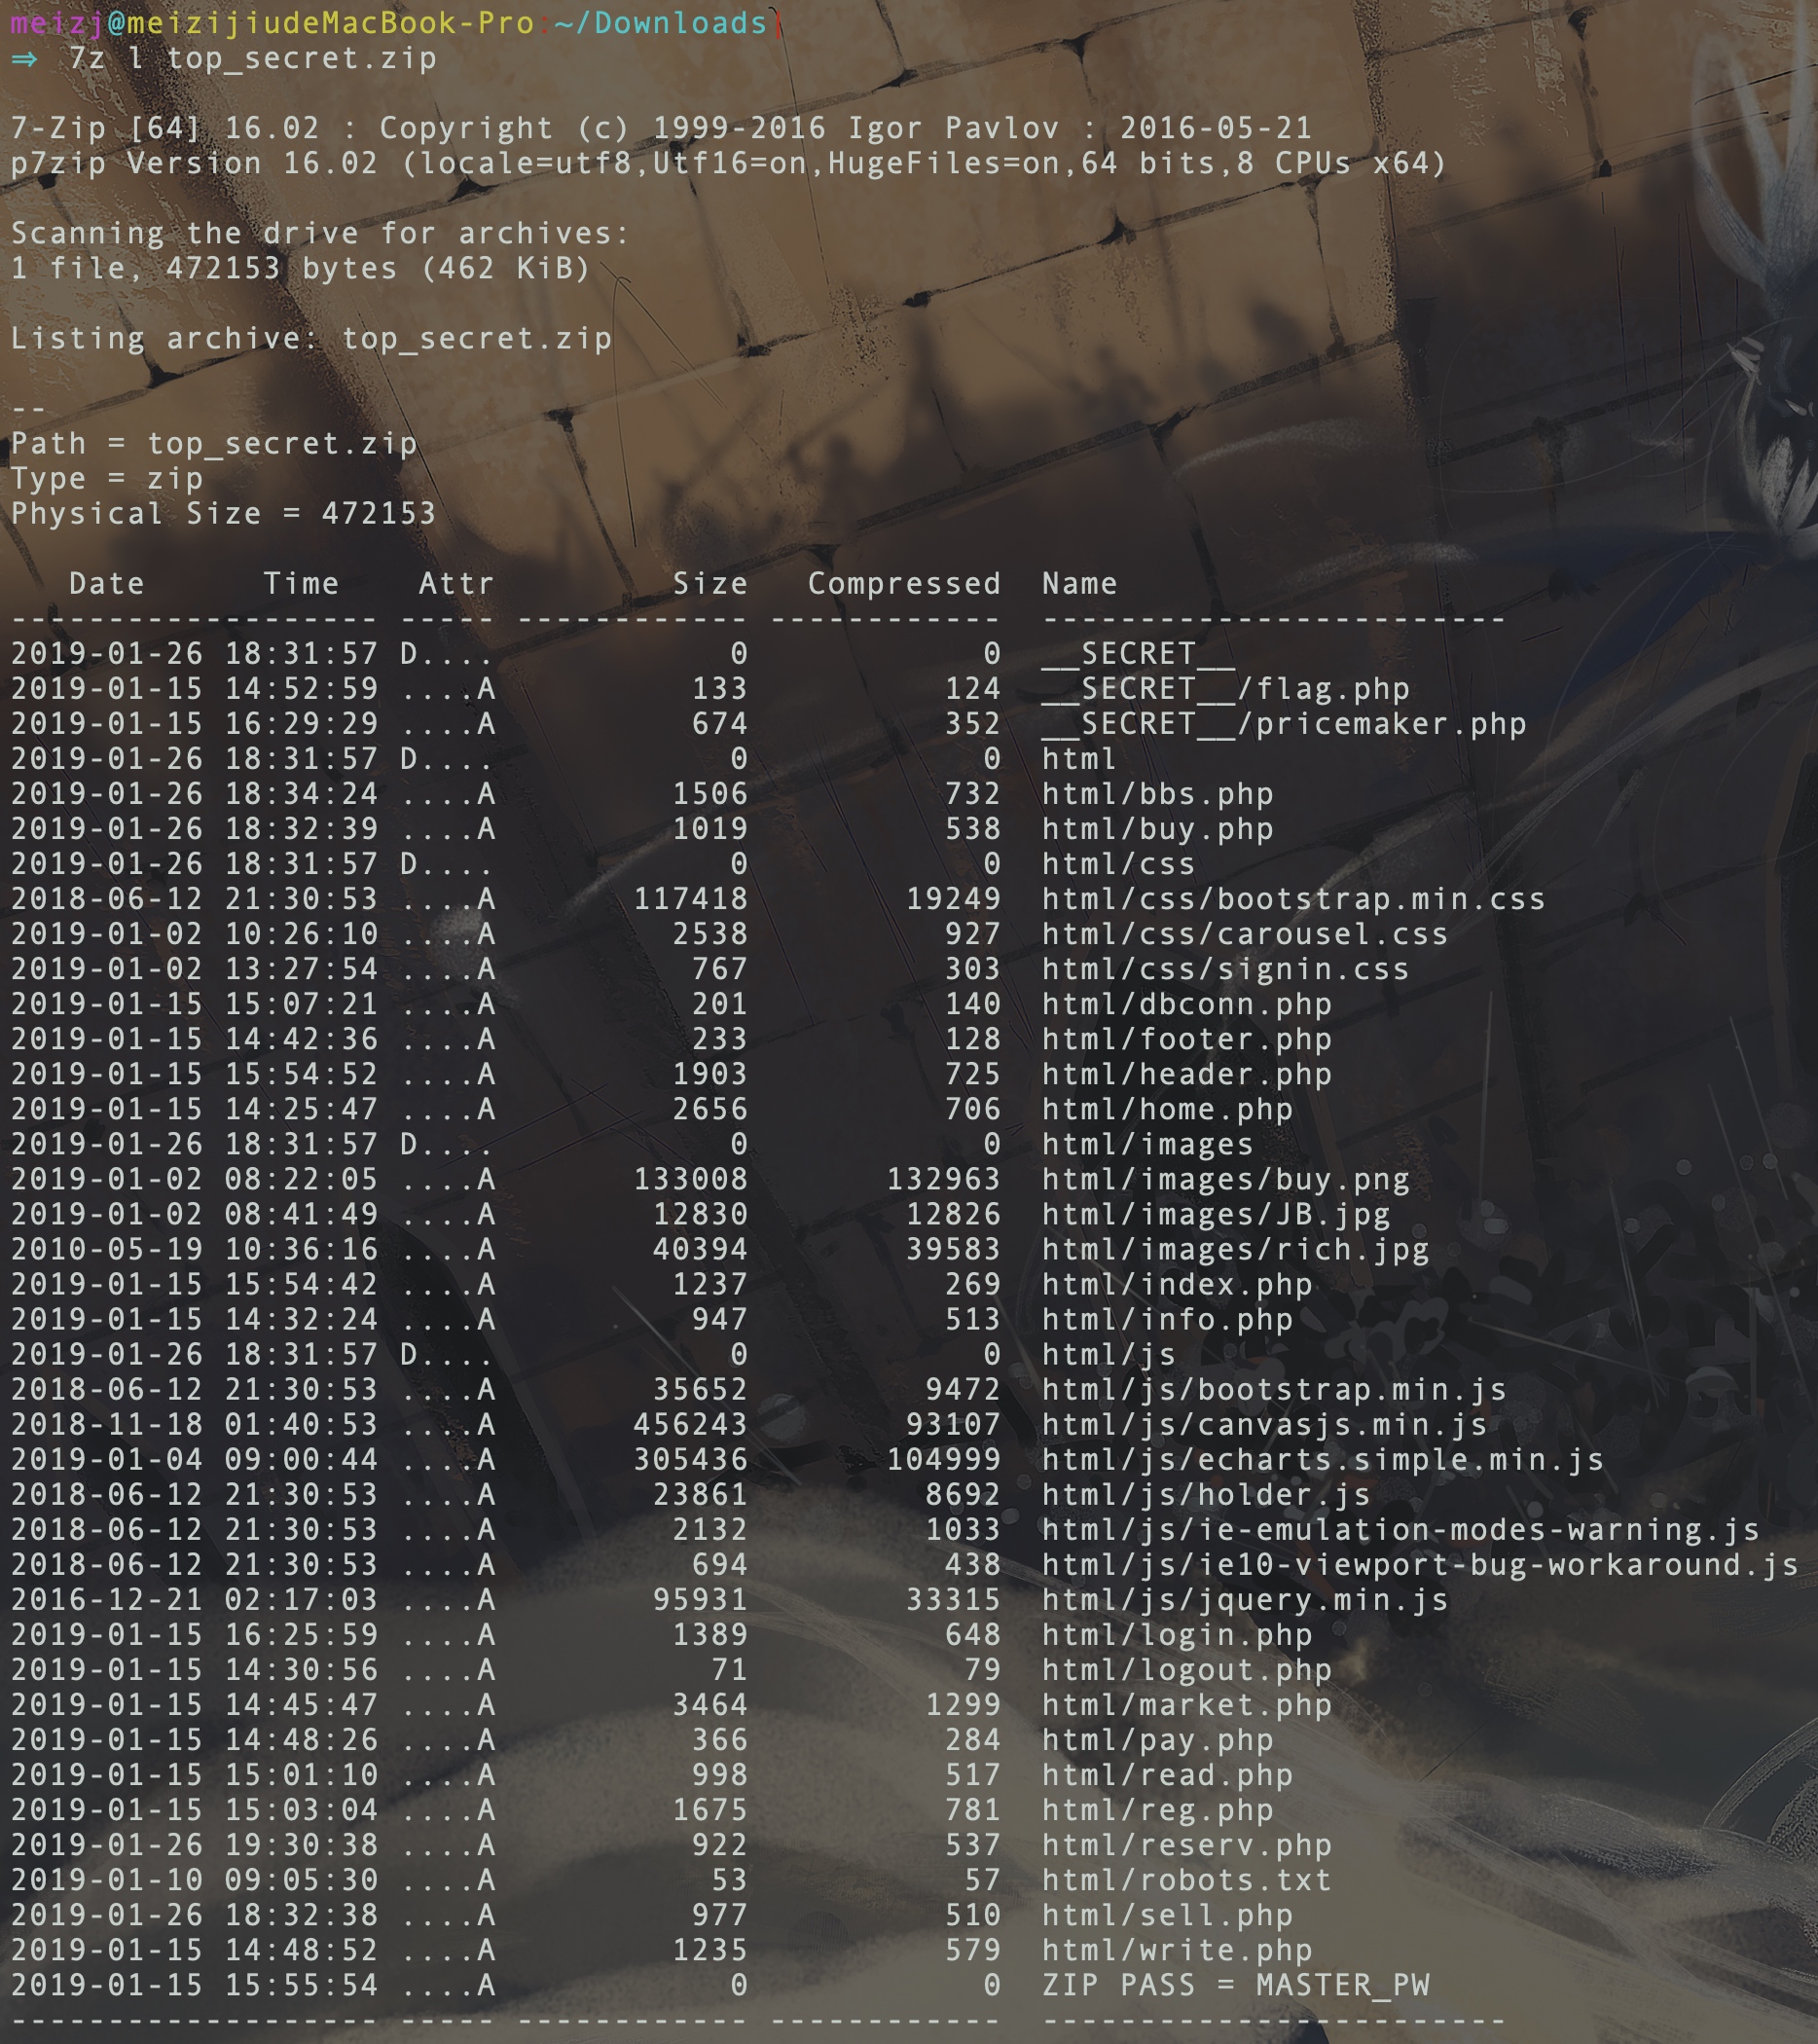 meizj@meizijiudeMacBook-Pro:~/Downloads|
⇒  7z l top_secret.zip
7-Zip [64] 16.02 : Copyright (c) 1999-2016 Igor Pavlov : 2016-05-21
p7zip Version 16.02 (locale=utf8,Utf16=on,HugeFiles=on,64 bits,8 CPUs x64)
Scanning the drive for archives:
1 file, 472153 bytes (462 KiB)
Listing archive: top_secret.zip
--
Path = top_secret.zip
Type = zip
Physical Size = 472153
   Date      Time    Attr         Size   Compressed  Name
------------------- ----- ------------ ------------  ------------------------
2019-01-26 18:31:57 D....            0            0  __SECRET__
2019-01-15 14:52:59 ....A          133          124  __SECRET__/flag.php
2019-01-15 16:29:29 ....A          674          352  __SECRET__/pricemaker.php
2019-01-26 18:31:57 D....            0            0  html
2019-01-26 18:34:24 ....A         1506          732  html/bbs.php
2019-01-26 18:32:39 ....A         1019          538  html/buy.php
2019-01-26 18:31:57 D....            0            0  html/css
2018-06-12 21:30:53 ....A       117418        19249  html/css/bootstrap.min.css
2019-01-02 10:26:10 ....A         2538          927  html/css/carousel.css
2019-01-02 13:27:54 ....A          767          303  html/css/signin.css
2019-01-15 15:07:21 ....A          201          140  html/dbconn.php
2019-01-15 14:42:36 ....A          233          128  html/footer.php
2019-01-15 15:54:52 ....A         1903          725  html/header.php
2019-01-15 14:25:47 ....A         2656          706  html/home.php
2019-01-26 18:31:57 D....            0            0  html/images
2019-01-02 08:22:05 ....A       133008       132963  html/images/buy.png
2019-01-02 08:41:49 ....A        12830        12826  html/images/JB.jpg
2010-05-19 10:36:16 ....A        40394        39583  html/images/rich.jpg
2019-01-15 15:54:42 ....A         1237          269  html/index.php
2019-01-15 14:32:24 ....A          947          513  html/info.php
2019-01-26 18:31:57 D....            0            0  html/js
2018-06-12 21:30:53 ....A        35652         9472  html/js/bootstrap.min.js
2018-11-18 01:40:53 ....A       456243        93107  html/js/canvasjs.min.js
2019-01-04 09:00:44 ....A       305436       104999  html/js/echarts.simple.min.js
2018-06-12 21:30:53 ....A        23861         8692  html/js/holder.js
2018-06-12 21:30:53 ....A         2132         1033  html/js/ie-emulation-modes-warning.js
2018-06-12 21:30:53 ....A          694          438  html/js/ie10-viewport-bug-workaround.js
2016-12-21 02:17:03 ....A        95931        33315  html/js/jquery.min.js
2019-01-15 16:25:59 ....A         1389          648  html/login.php
2019-01-15 14:30:56 ....A           71           79  html/logout.php
2019-01-15 14:45:47 ....A         3464         1299  html/market.php
2019-01-15 14:48:26 ....A          366          284  html/pay.php
2019-01-15 15:01:10 ....A          998          517  html/read.php
2019-01-15 15:03:04 ....A         1675          781  html/reg.php
2019-01-26 19:30:38 ....A          922          537  html/reserv.php
2019-01-10 09:05:30 ....A           53           57  html/robots.txt
2019-01-26 18:32:38 ....A          977          510  html/sell.php
2019-01-15 14:48:52 ....A         1235          579  html/write.php
2019-01-15 15:55:54 ....A            0            0  ZIP PASS = MASTER_PW
------------------- ----- ------------ ------------  ------------------------